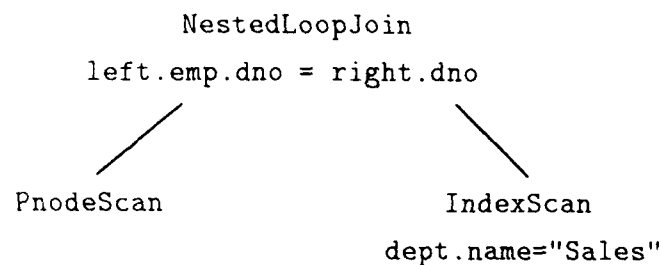 NestedLoopJoin
left.emp.dno = right.dno
PnodeScan
IndexScan
dept.name="Sales"